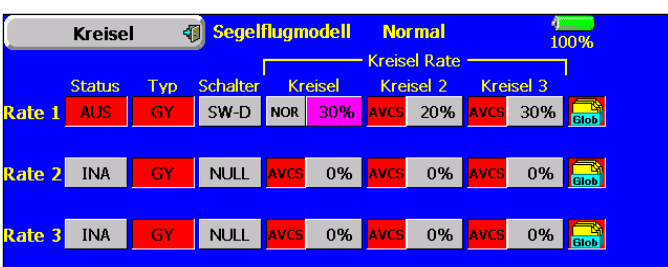 Kreisel Segelflugmodell Normal 100%
Kreisel Rate
Status Typ Schalter Kreisel Kreisel 2 Kreisel 3
Rate 1 AUS GY SW-D NOR 30% AVCS 20% AVCS 30% Glob
Rate 2 INA GY NULL AVCS 0% AVCS 0% AVCS 0% Glob
Rate 3 INA GY NULL AVCS 0% AVCS 0% AVCS 0% Glob